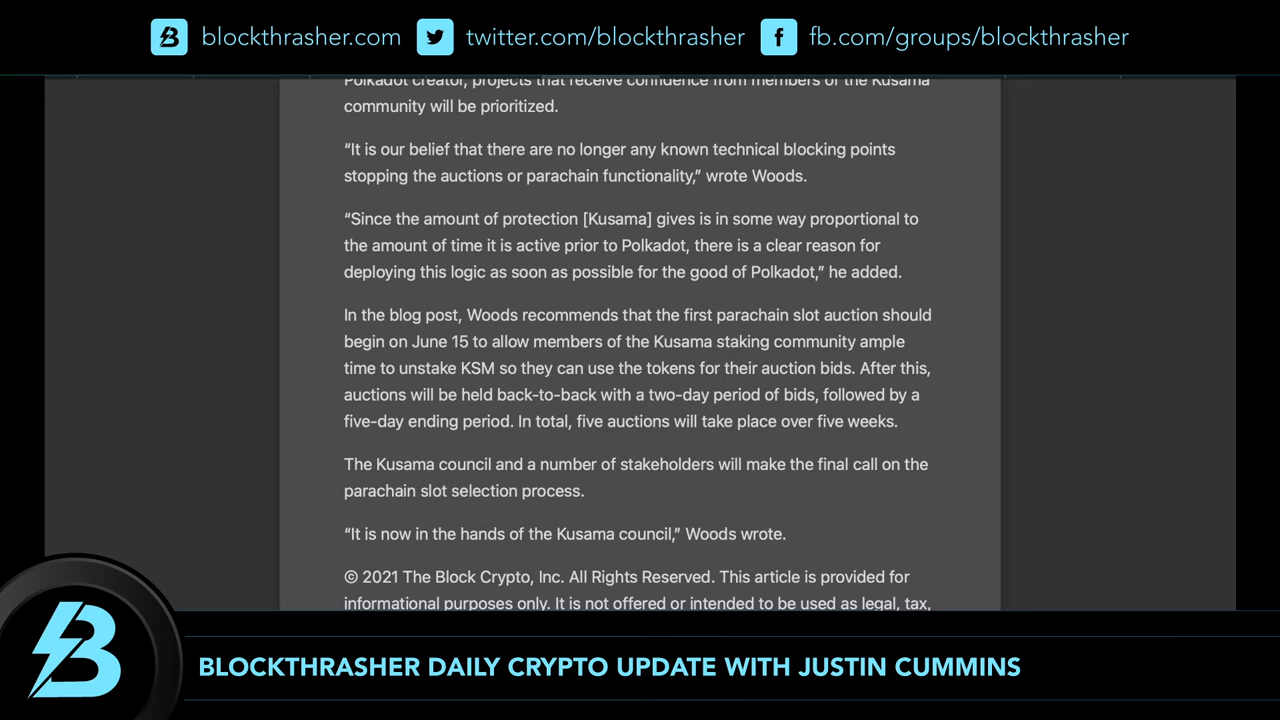 blockthrasher.com twitter.com/blockthrasher fb.com/groups/blockthrasher
Polkadot creator, projects that receive confidence from members of the Kusama
community will be prioritized.
“It is our belief that there are no longer any known technical blocking points
stopping the auctions or parachain functionality,” wrote Woods.
“Since the amount of protection [Kusama] gives is in some way proportional to
the amount of time it is active prior to Polkadot, there is a clear reason for
deploying this logic as soon as possible for the good of Polkadot,” he added.
In the blog post, Woods recommends that the first parachain slot auction should
begin on June 15 to allow members of the Kusama staking community ample
time to unstake KSM so they can use the tokens for their auction bids. After this,
auctions will be held back-to-back with a two-day period of bids, followed by a
five-day ending period. In total, five auctions will take place over five weeks.
The Kusama council and a number of stakeholders will make the final call on the
parachain slot selection process.
“It is now in the hands of the Kusama council,” Woods wrote.
© 2021 The Block Crypto, Inc. All Rights Reserved. This article is provided for
informational purposes only. It is not offered or intended to be used as legal, tax,
BLOCKTHRASHER DAILY CRYPTO UPDATE WITH JUSTIN CUMMINS